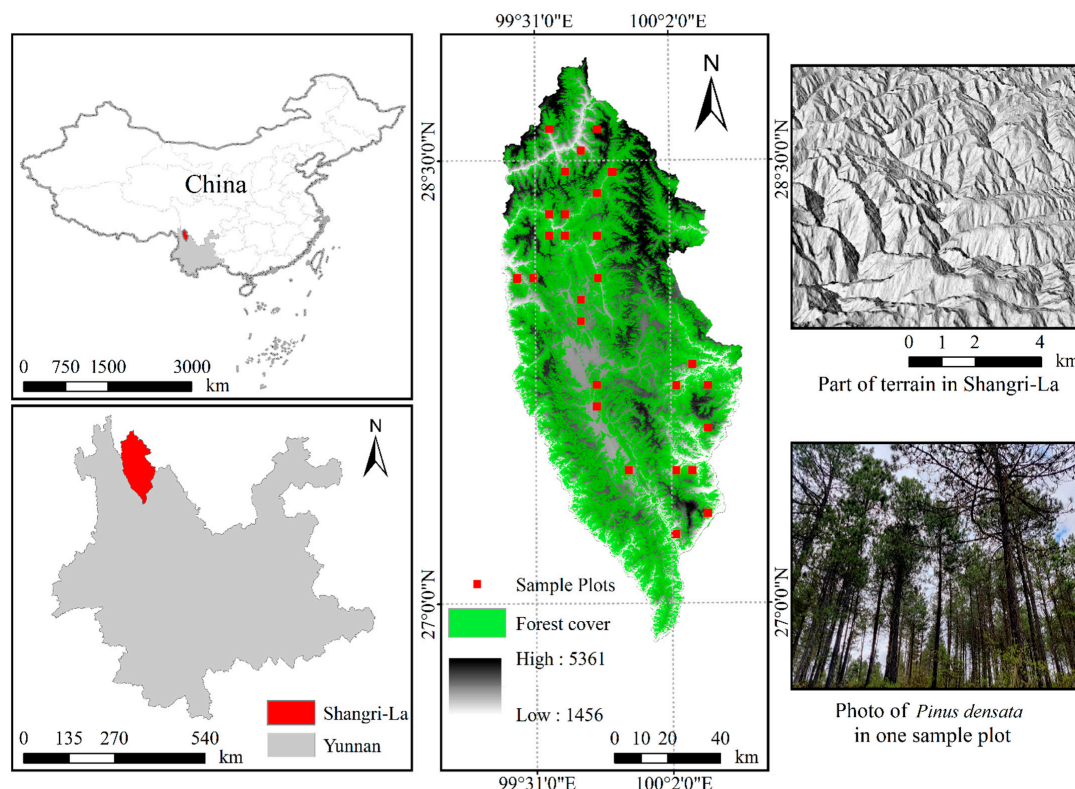 China
0 750 1500 3000
km
N
Shangri-La
Yunnan
0 135 270 540
km
99°31'0"E 100°2'0"E
N
28°30'0"N
28°30'0"N
27°0'0"N
27°0'0"N
Sample Plots
Forest cover
High : 5361
Low : 1456
0 10 20 40
km
99°31'0"E 100°2'0"E
0 1 2 4
km
Part of terrain in Shangri-La
Photo of Pinus densata
in one sample plot